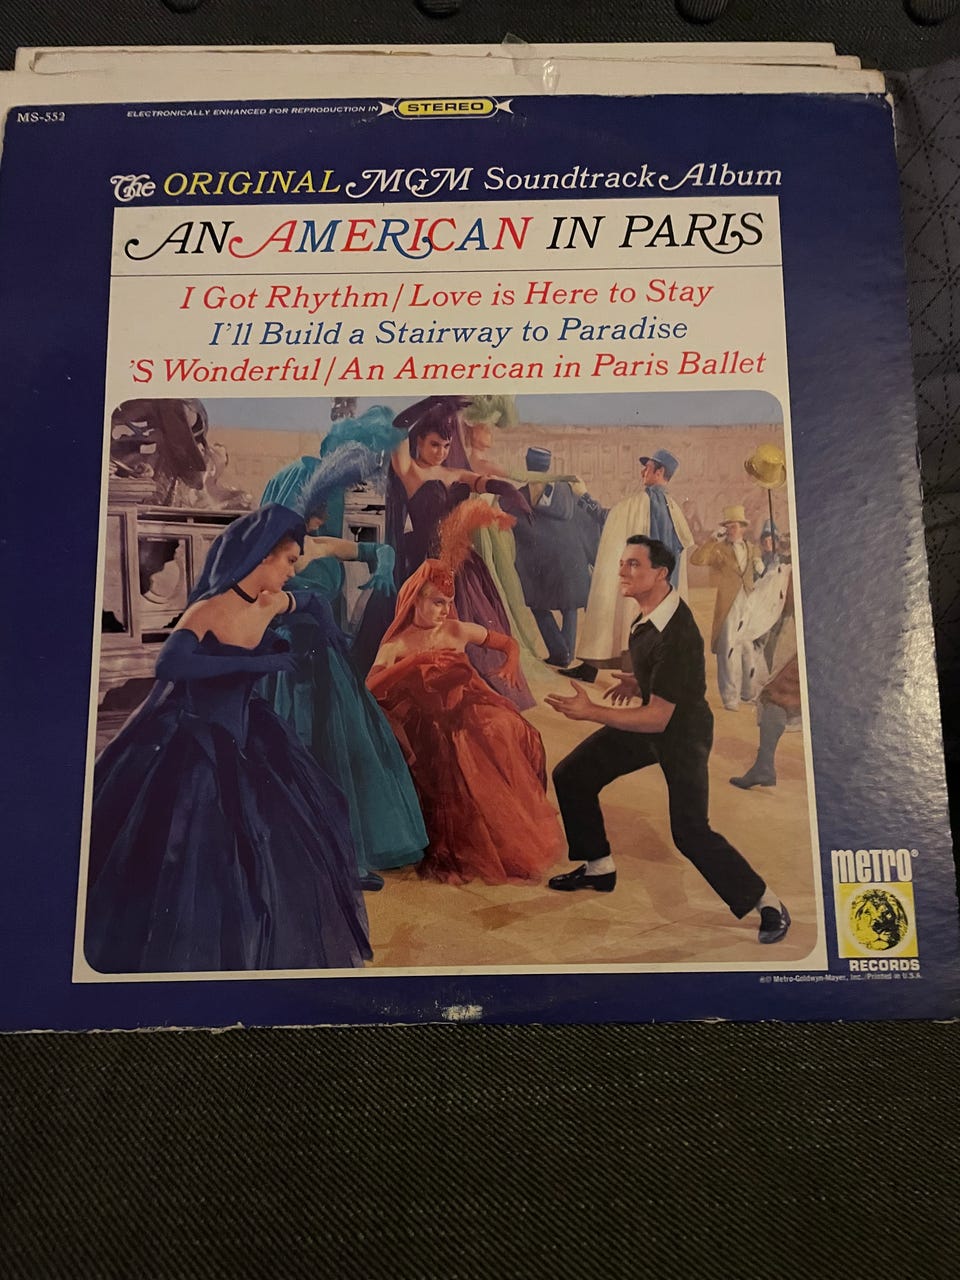 MS-552
ELECTRONICALLY ENHANCED FOR REPRODUCTION IN STEREO
The ORIGINAL MGM Soundtrack Album
AN AMERICAN IN PARIS
I Got Rhythm/Love is Here to Stay
I'll Build a Stairway to Paradise
'S Wonderful/An American in Paris Ballet
METRO®
RECORDS
Metro-Goldwyn-Mayer, Inc./Printed in U.S.A.